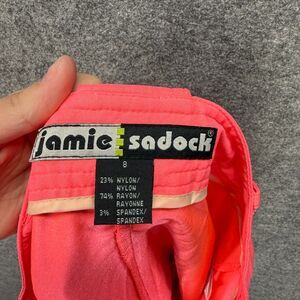 jamie sadock®
8
23% NYLON/
NYLON
74% RAYON/
RAYONNE
3% SPANDEX/
SPANDEX